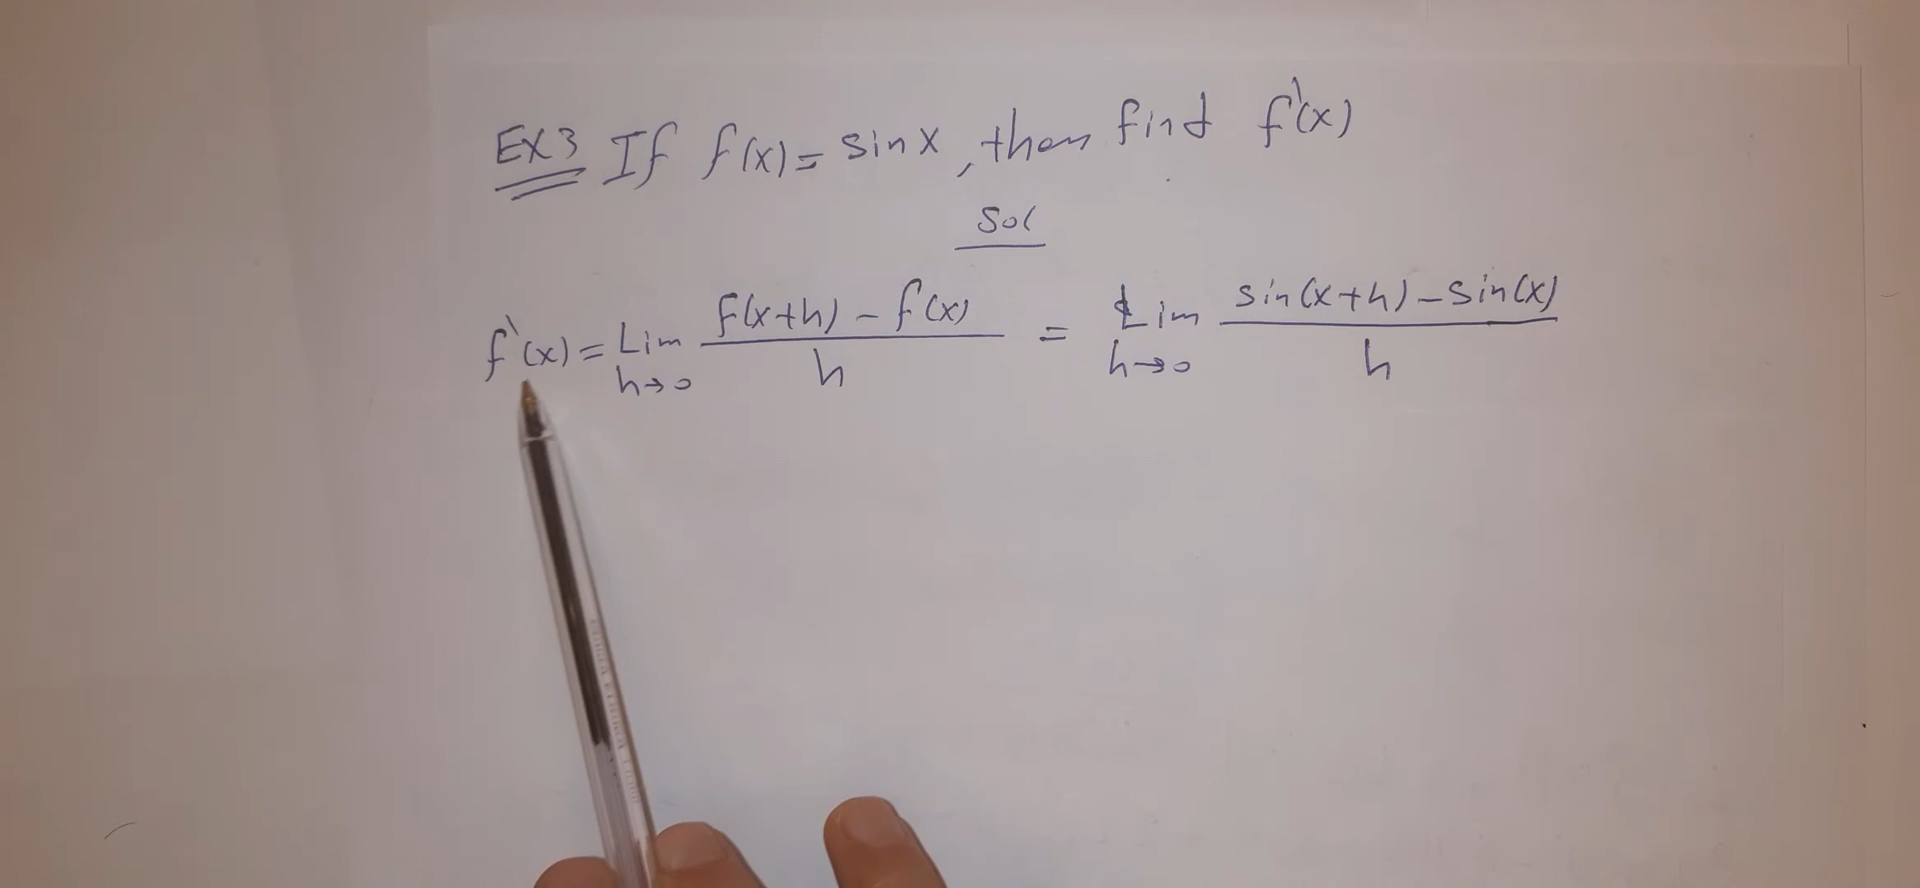 EX3 If f(x) = sin x, then find f'(x)
Sol
f'(x) = Lim h→0 f(x+h) - f(x) / h = Lim h→0 sin(x+h) - sin(x) / h